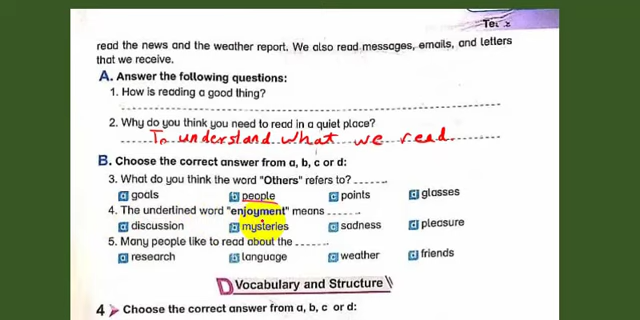 read the news and the weather report. We also read messages, emails, and letters
that we receive.
A. Answer the following questions:
1. How is reading a good thing?
2. Why do you think you need to read in a quiet place?
To understand what we read.
B. Choose the correct answer from a, b, c or d:
3. What do you think the word "Others" refers to? ......
a goals b people c points d glasses
4. The underlined word "enjoyment" means ......
a discussion b mysteries c sadness d pleasure
5. Many people like to read about the ......
a research b language c weather d friends
D Vocabulary and Structure
4 Choose the correct answer from a, b, c or d: